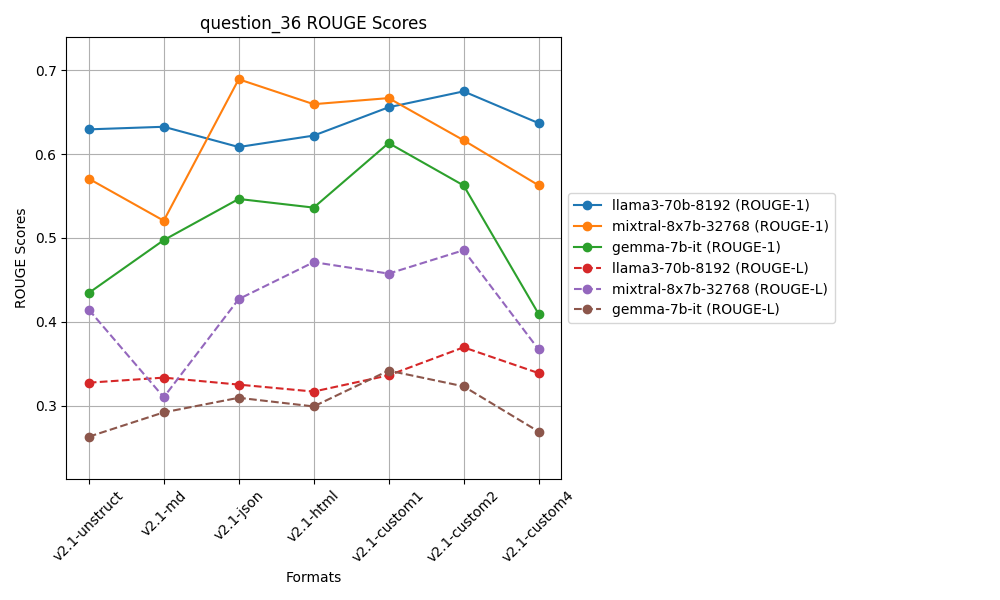 question_36 ROUGE Scores
ROUGE Scores
0.7
0.6
0.5
0.4
0.3
v2.1-unstruct
v2.1-md
v2.1-json
v2.1-html
v2.1-custom1
v2.1-custom2
v2.1-custom4
Formats
llama3-70b-8192 (ROUGE-1)
mixtral-8x7b-32768 (ROUGE-1)
gemma-7b-it (ROUGE-1)
llama3-70b-8192 (ROUGE-L)
mixtral-8x7b-32768 (ROUGE-L)
gemma-7b-it (ROUGE-L)